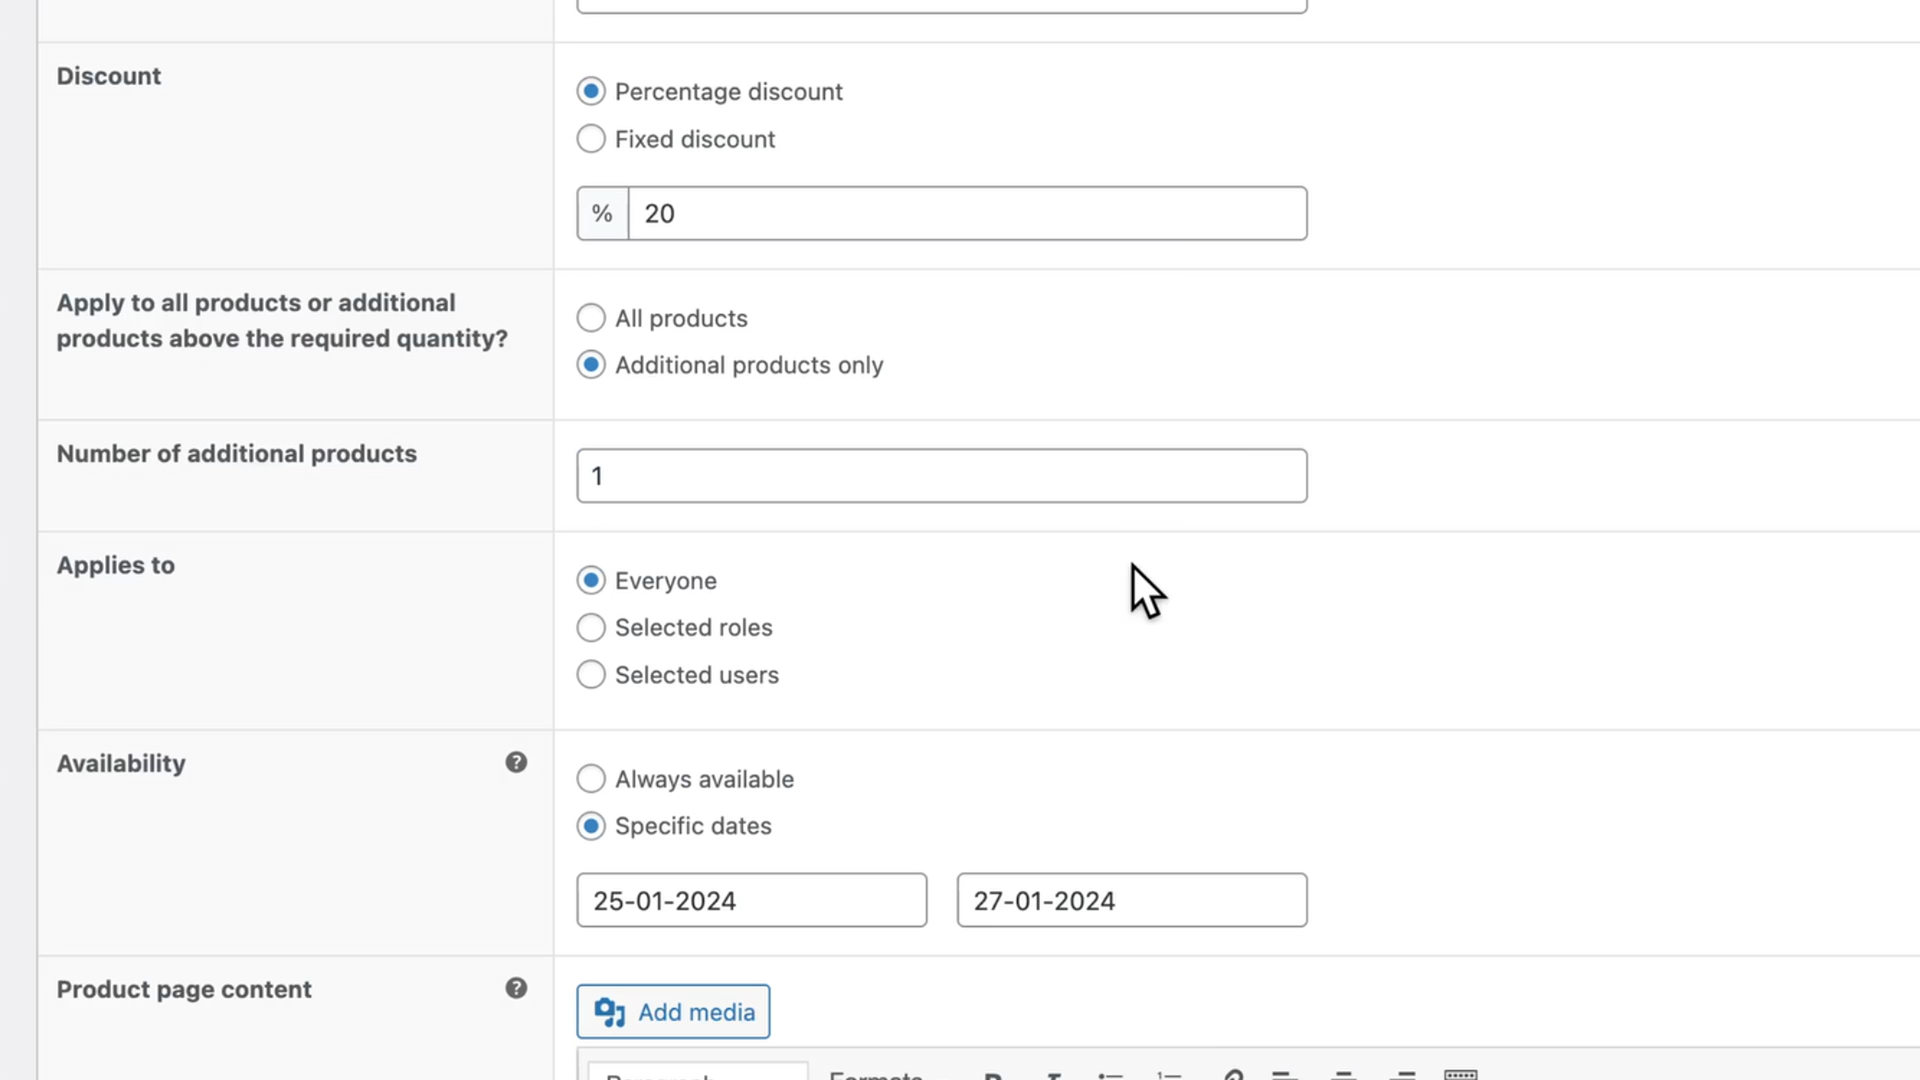 Discount
Percentage discount
Fixed discount
% 20
Apply to all products or additional
products above the required quantity?
All products
Additional products only
Number of additional products
1
Applies to
Everyone
Selected roles
Selected users
Availability
Always available
Specific dates
25-01-2024 27-01-2024
Product page content
Add media